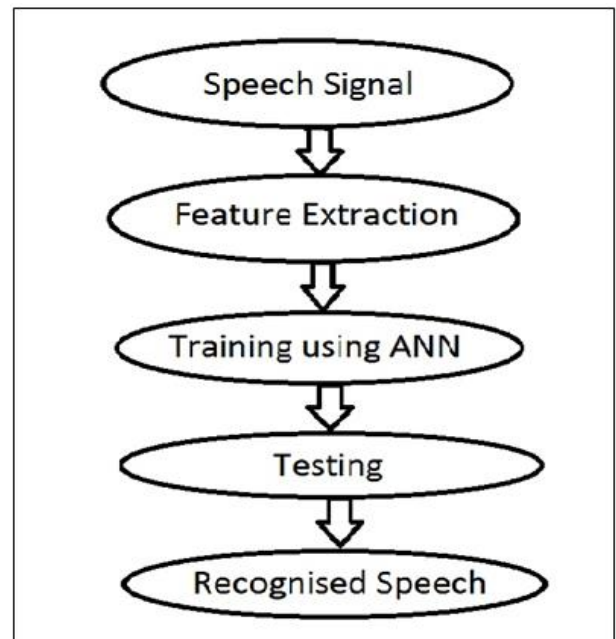 Speech Signal
Feature Extraction
Training using ANN
Testing
Recognised Speech